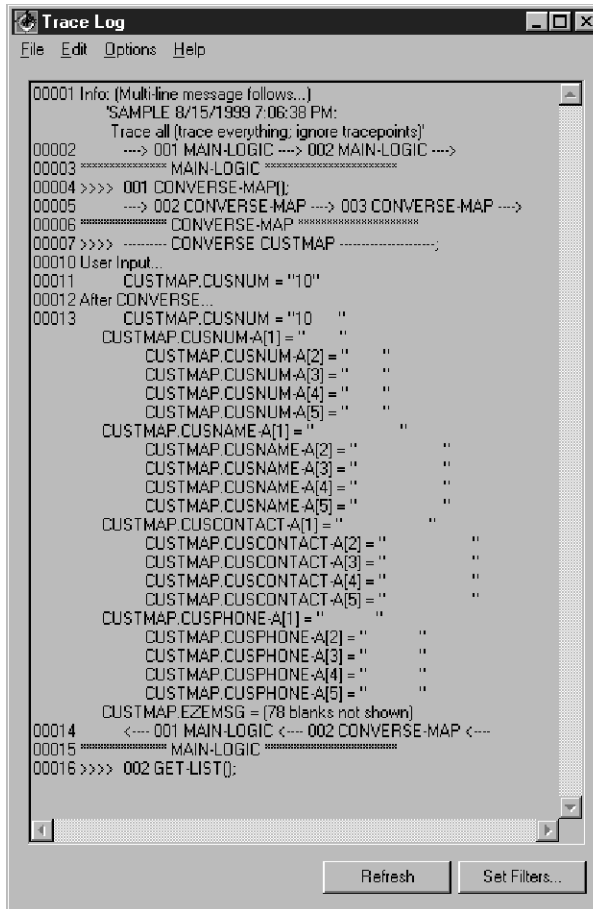 Trace Log
File Edit Options Help
00001 Info: (Multi-line message follows...)
'SAMPLE 8/15/1999 7:06:38 PM:
Trace all (trace everything; ignore tracepoints)'
00002 ----> 001 MAIN-LOGIC ----> 002 MAIN-LOGIC ---->
00003 ******************** MAIN-LOGIC ******************************
00004 >>>> 001 CONVERSE-MAP();
00005 ----> 002 CONVERSE-MAP ----> 003 CONVERSE-MAP ---->
00006 ******************** CONVERSE-MAP ****************************
00007 >>>> --------- CONVERSE CUSTMAP ---------------------;
00010 User Input...
00011 CUSTMAP.CUSNUM = "10"
00012 After CONVERSE...
00013 CUSTMAP.CUSNUM = "10      "
CUSTMAP.CUSNUM-A[1] = "       "
CUSTMAP.CUSNUM-A[2] = "       "
CUSTMAP.CUSNUM-A[3] = "       "
CUSTMAP.CUSNUM-A[4] = "       "
CUSTMAP.CUSNUM-A[5] = "       "
CUSTMAP.CUSNAME-A[1] = "                    "
CUSTMAP.CUSNAME-A[2] = "                    "
CUSTMAP.CUSNAME-A[3] = "                    "
CUSTMAP.CUSNAME-A[4] = "                    "
CUSTMAP.CUSNAME-A[5] = "                    "
CUSTMAP.CUSCONTACT-A[1] = "                    "
CUSTMAP.CUSCONTACT-A[2] = "                    "
CUSTMAP.CUSCONTACT-A[3] = "                    "
CUSTMAP.CUSCONTACT-A[4] = "                    "
CUSTMAP.CUSCONTACT-A[5] = "                    "
CUSTMAP.CUSPHONE-A[1] = "            "
CUSTMAP.CUSPHONE-A[2] = "            "
CUSTMAP.CUSPHONE-A[3] = "            "
CUSTMAP.CUSPHONE-A[4] = "            "
CUSTMAP.CUSPHONE-A[5] = "            "
CUSTMAP.EZEMSG = (78 blanks not shown)
00014 <---- 001 MAIN-LOGIC <---- 002 CONVERSE-MAP <----
00015 ******************** MAIN-LOGIC ******************************
00016 >>>> 002 GET-LIST();
Refresh
Set Filters...